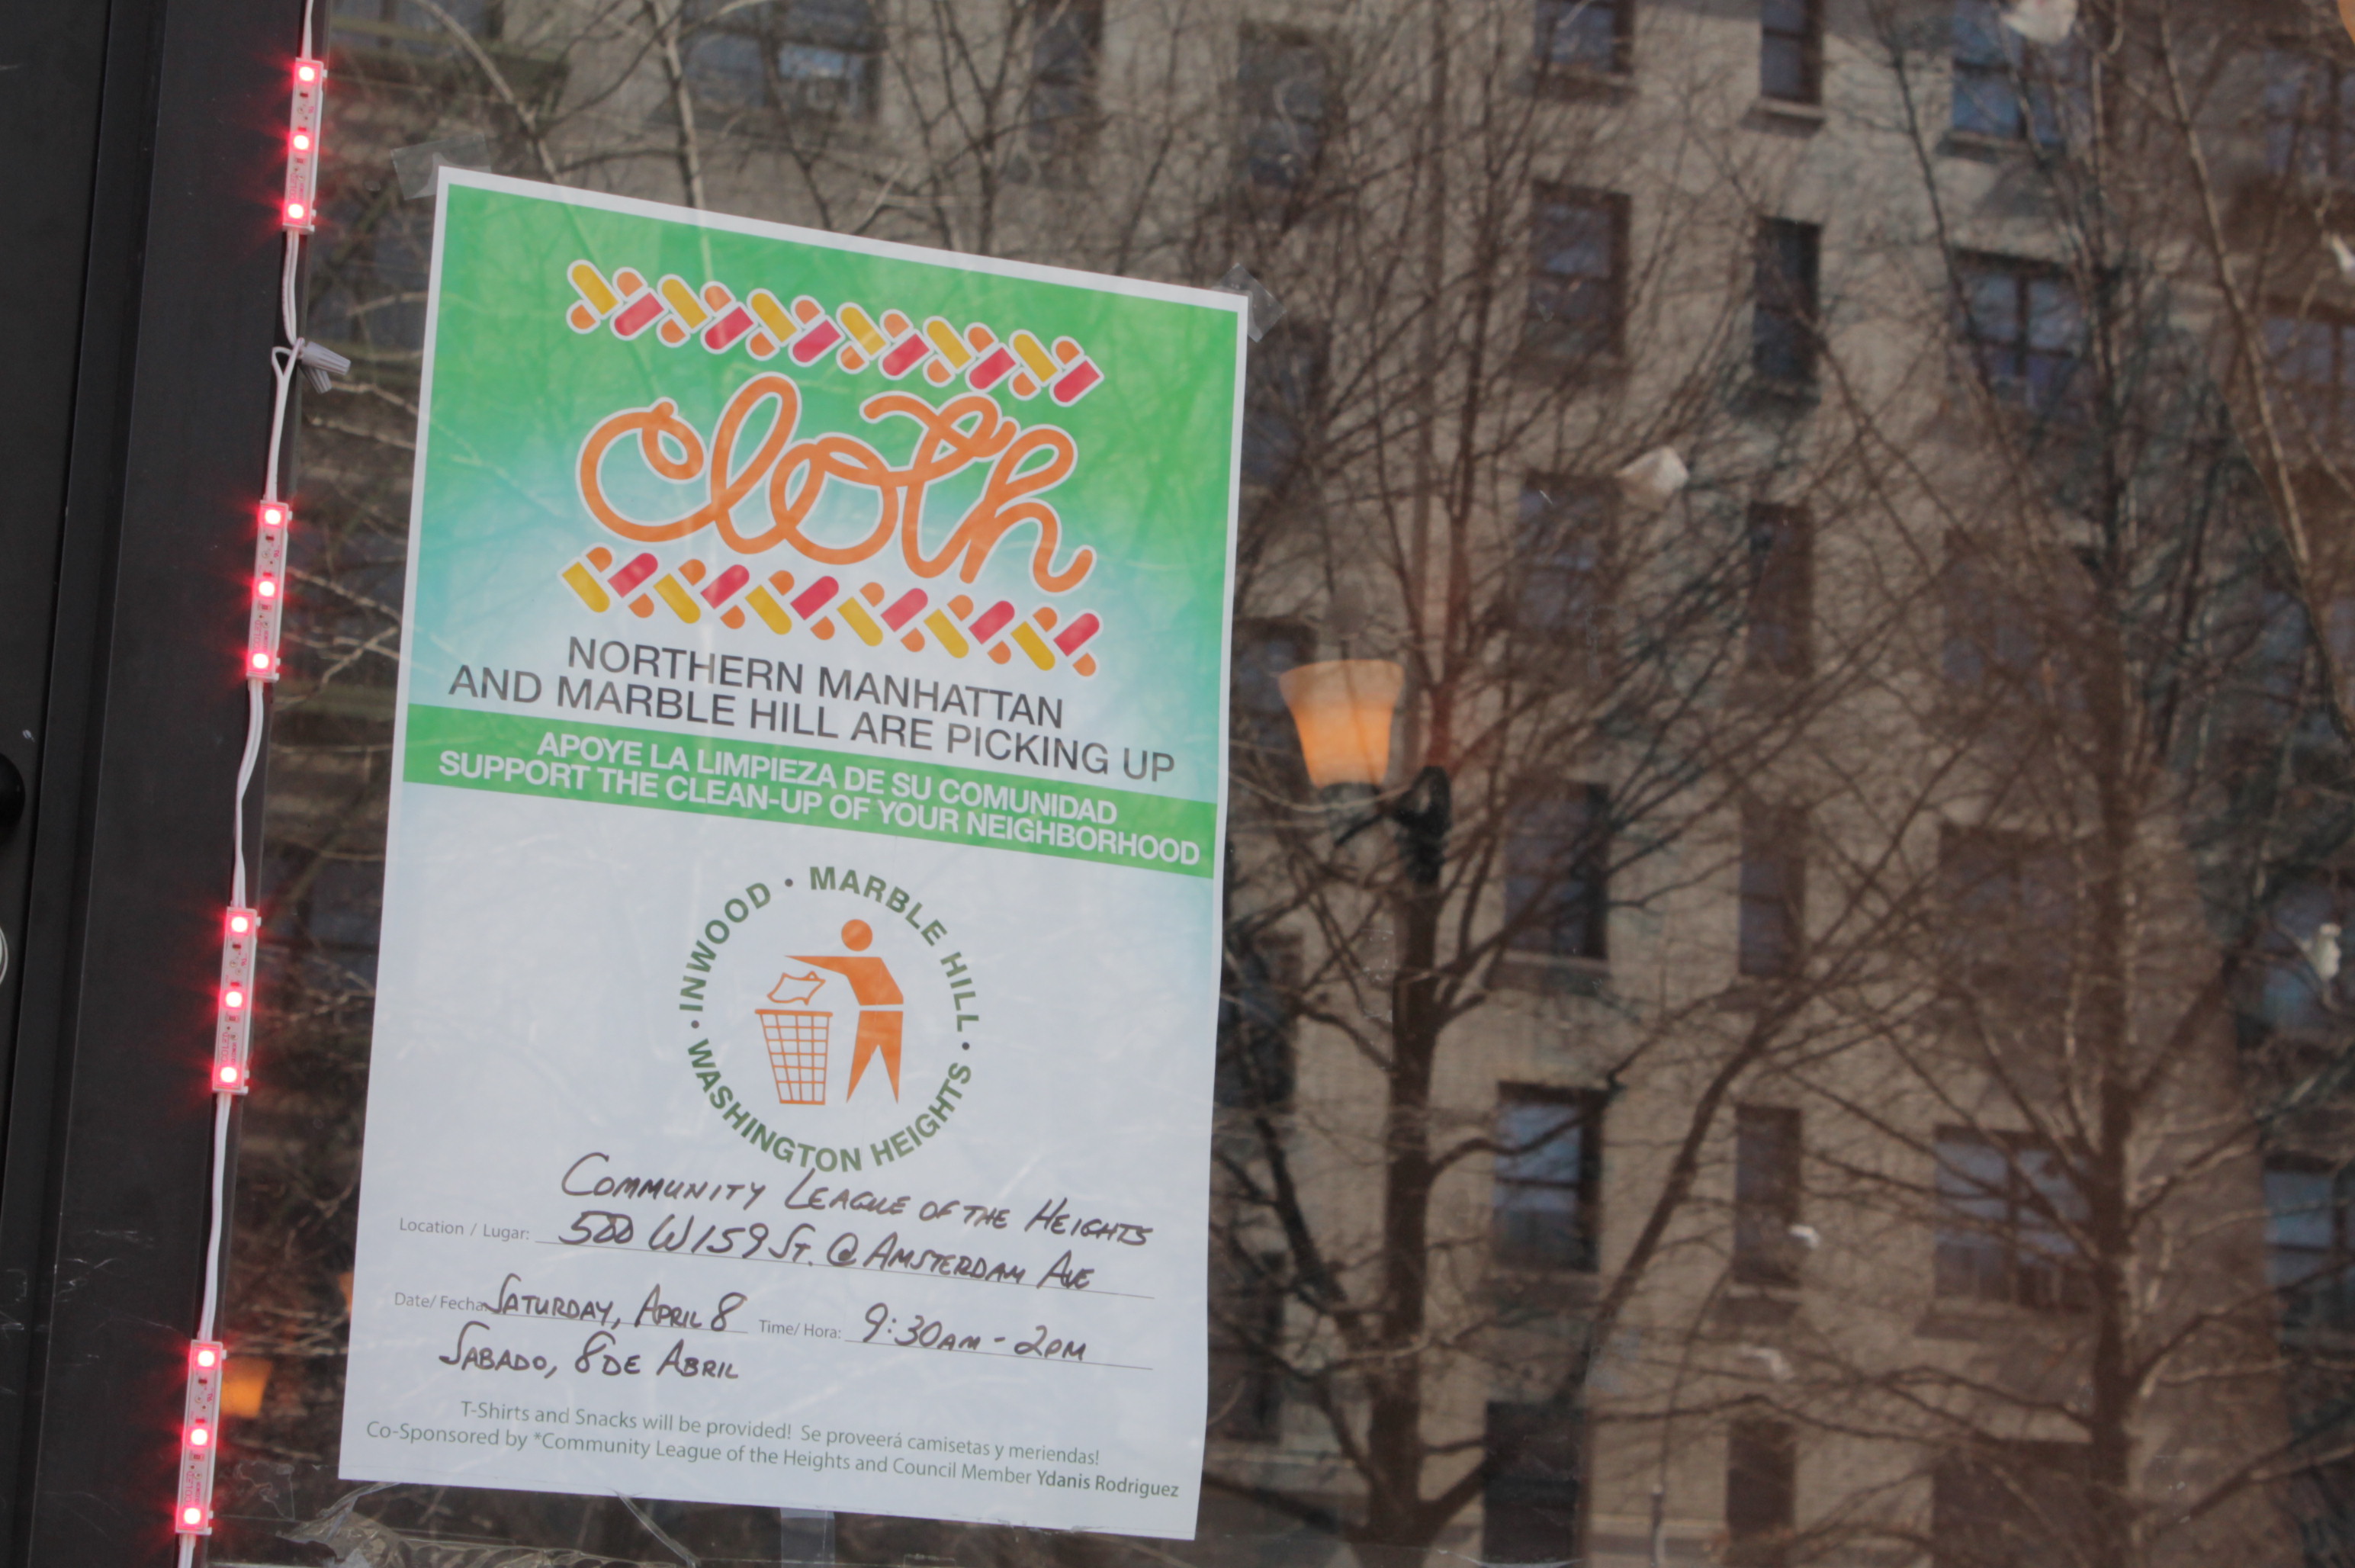 cloth
NORTHERN MANHATTAN
AND MARBLE HILL ARE PICKING UP
APOYE LA LIMPIEZA DE SU COMUNIDAD
SUPPORT THE CLEAN-UP OF YOUR NEIGHBORHOOD
• INWOOD • MARBLE HILL • WASHINGTON HEIGHTS
COMMUNITY LEAGUE OF THE HEIGHTS
Location / Lugar: 500 W 159 ST. @ AMSTERDAM AVE
Date/ Fecha: SATURDAY, APRIL 8 Time/ Hora: 9:30AM - 2PM
SABADO, 8 DE ABRIL
T-Shirts and Snacks will be provided! Se proveerá camisetas y meriendas!
Co-Sponsored by *Community League of the Heights and Council Member Ydanis Rodriguez